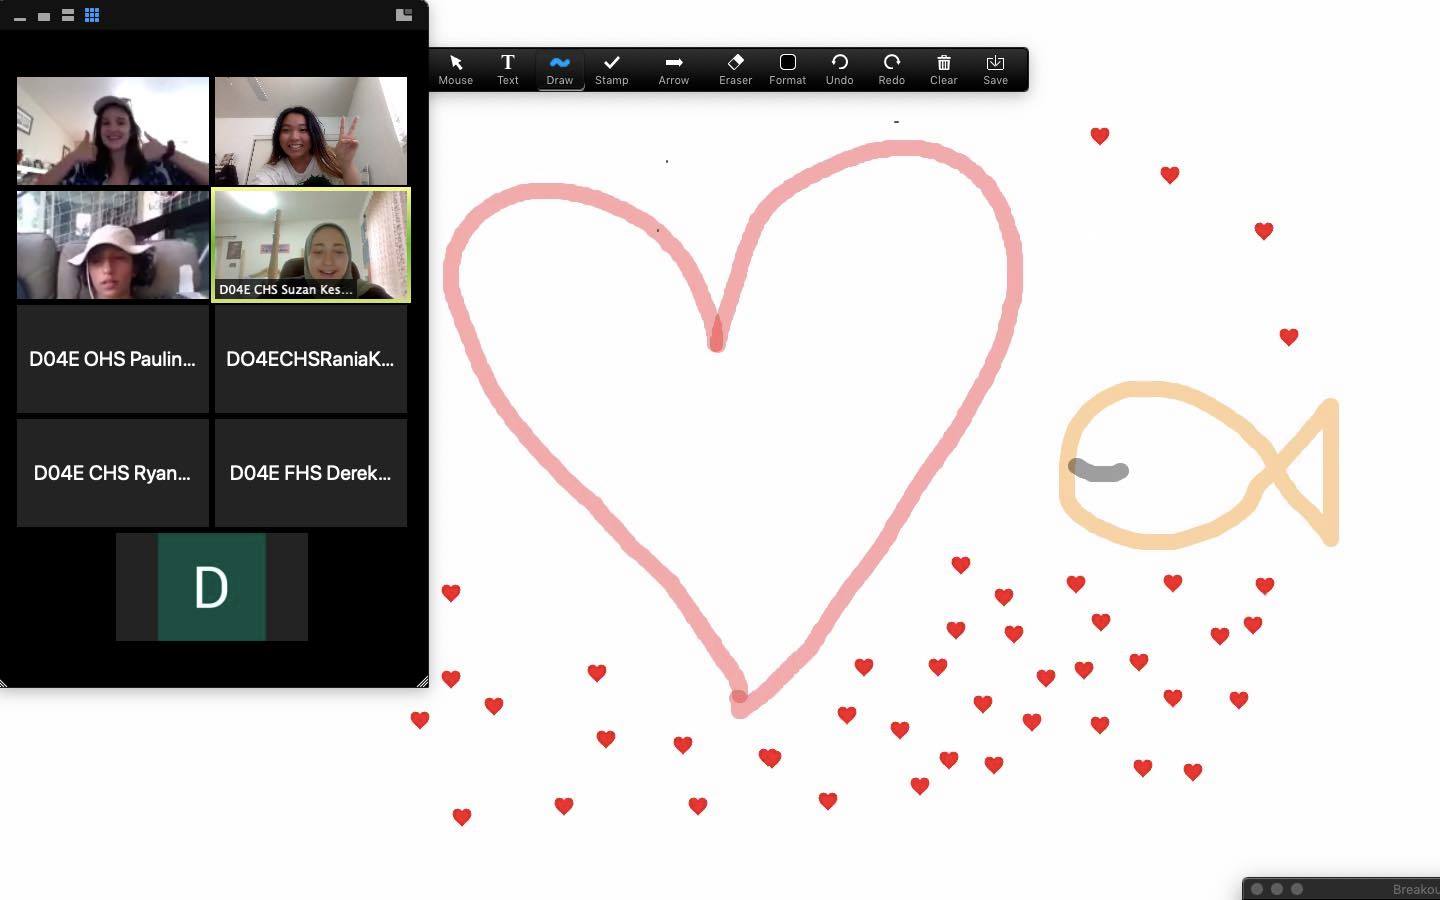 Mouse Text Draw Stamp Arrow Eraser Format Undo Redo Clear Save
D04E CHS Suzan Kes...
D04E OHS Paulin... DO4ECHSRaniaK...
D04E CHS Ryan... D04E FHS Derek...
D
Breakou